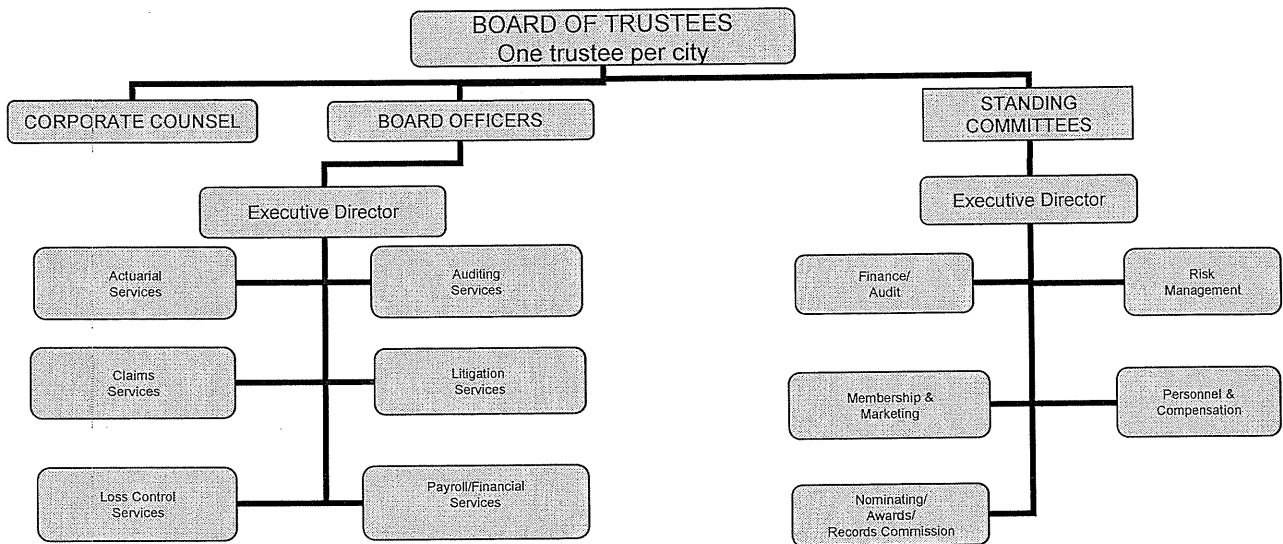 BOARD OF TRUSTEES
One trustee per city
CORPORATE COUNSEL
BOARD OFFICERS
STANDING
COMMITTEES
Executive Director
Executive Director
Actuarial
Services
Auditing
Services
Finance/
Audit
Risk
Management
Claims
Services
Litigation
Services
Membership &
Marketing
Personnel &
Compensation
Loss Control
Services
Payroll/Financial
Services
Nominating/
Awards/
Records Commission